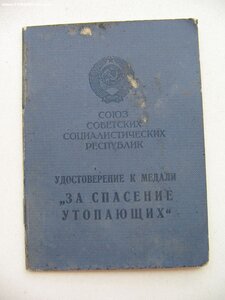 СОЮЗ
СОВЕТСКИХ
СОЦИАЛИСТИЧЕСКИХ
РЕСПУБЛИК
УДОСТОВЕРЕНИЕ К МЕДАЛИ
„ЗА СПАСЕНИЕ
УТОПАЮЩИХ“